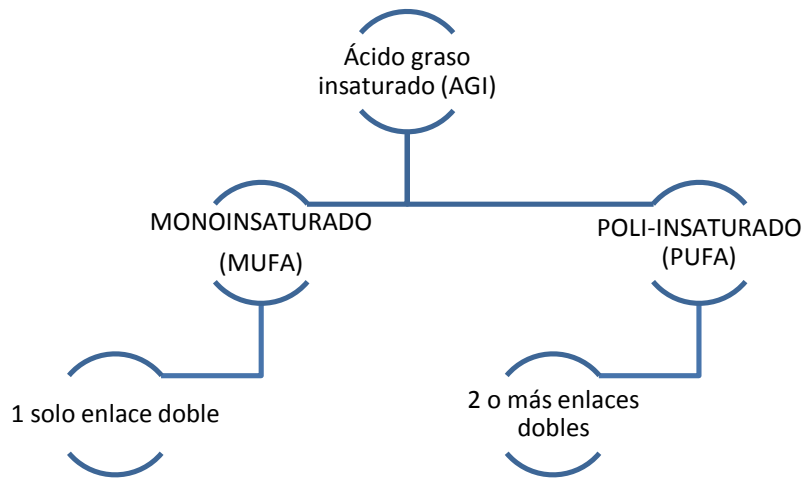 Ácido graso
insaturado (AGI)
MONOINSATURADO
(MUFA)
POLI-INSATURADO
(PUFA)
1 solo enlace doble
2 o más enlaces
dobles